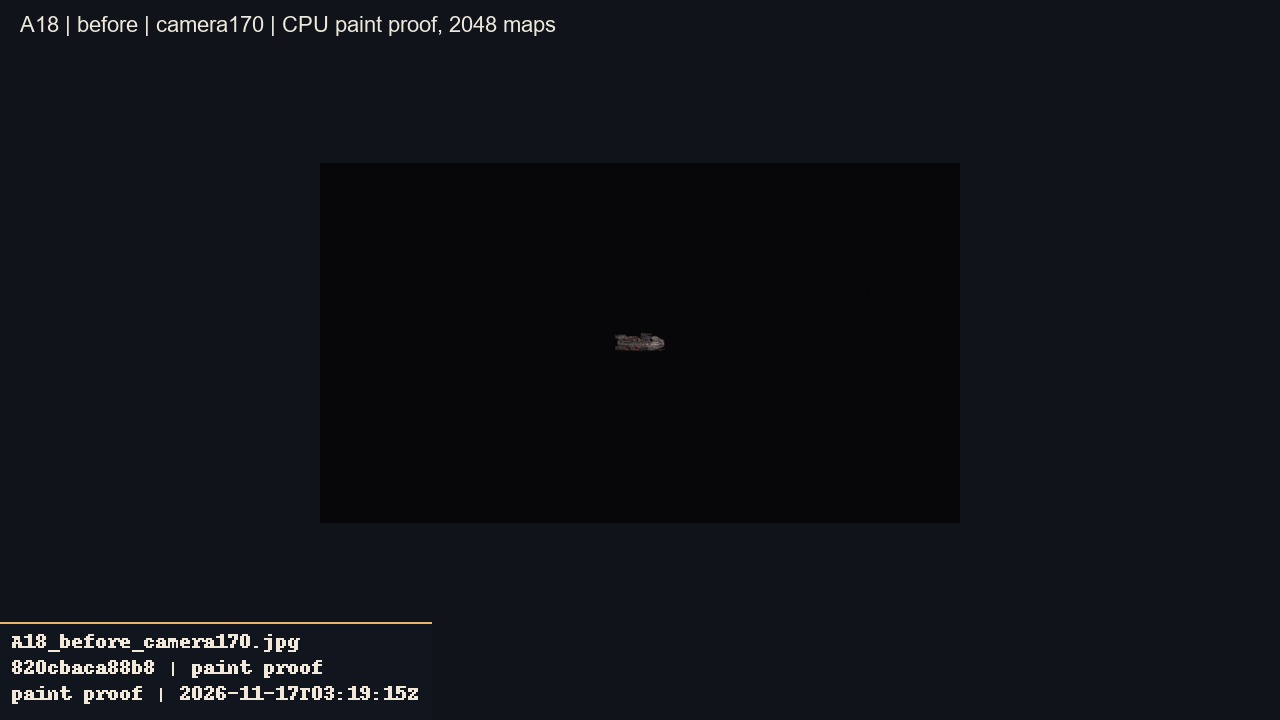 A18 | before | camera170 | CPU paint proof, 2048 maps
A18_before_camera170.jpg
820cbaca88b8 | paint proof
paint proof | 2026-11-17T03:19:15Z